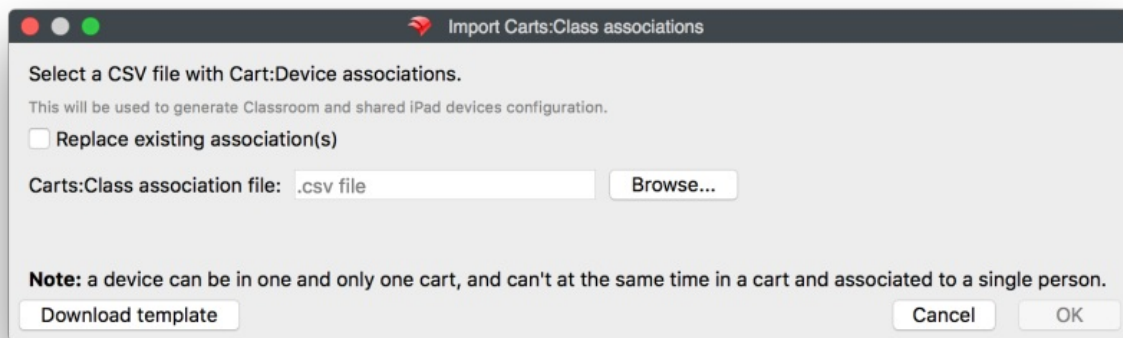 Import Carts:Class associations
Select a CSV file with Cart:Device associations.
This will be used to generate Classroom and shared iPad devices configuration.
Replace existing association(s)
Carts:Class association file: .csv file Browse...
Note: a device can be in one and only one cart, and can't at the same time in a cart and associated to a single person.
Download template Cancel OK